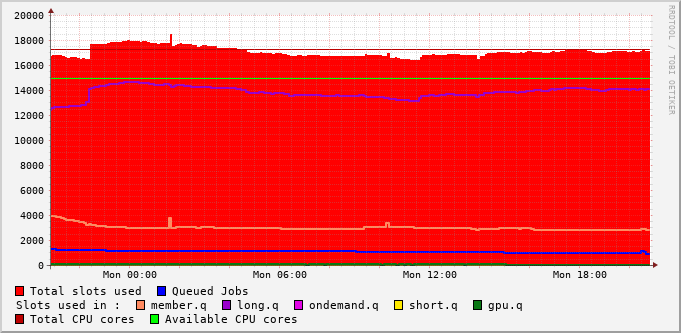 20000
18000
16000
14000
12000
10000
8000
6000
4000
2000
0
Mon 00:00 Mon 06:00 Mon 12:00 Mon 18:00
RRDTOOL / TOBI OETIKER
Total slots used Queued Jobs
Slots used in : member.q long.q ondemand.q short.q gpu.q
Total CPU cores Available CPU cores